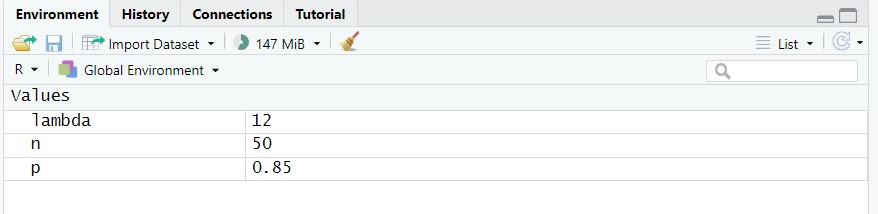 Environment History Connections Tutorial
Import Dataset 147 MiB List
R Global Environment
Values
lambda 12
n 50
p 0.85